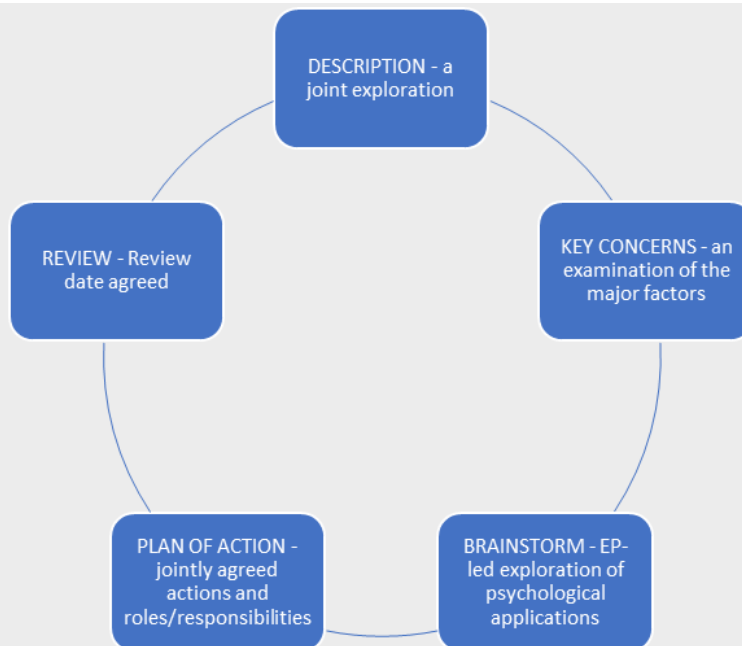 DESCRIPTION - a
joint exploration
KEY CONCERNS - an
examination of the
major factors
BRAINSTORM - EP-
led exploration of
psychological
applications
PLAN OF ACTION -
jointly agreed
actions and
roles/responsibilities
REVIEW - Review
date agreed